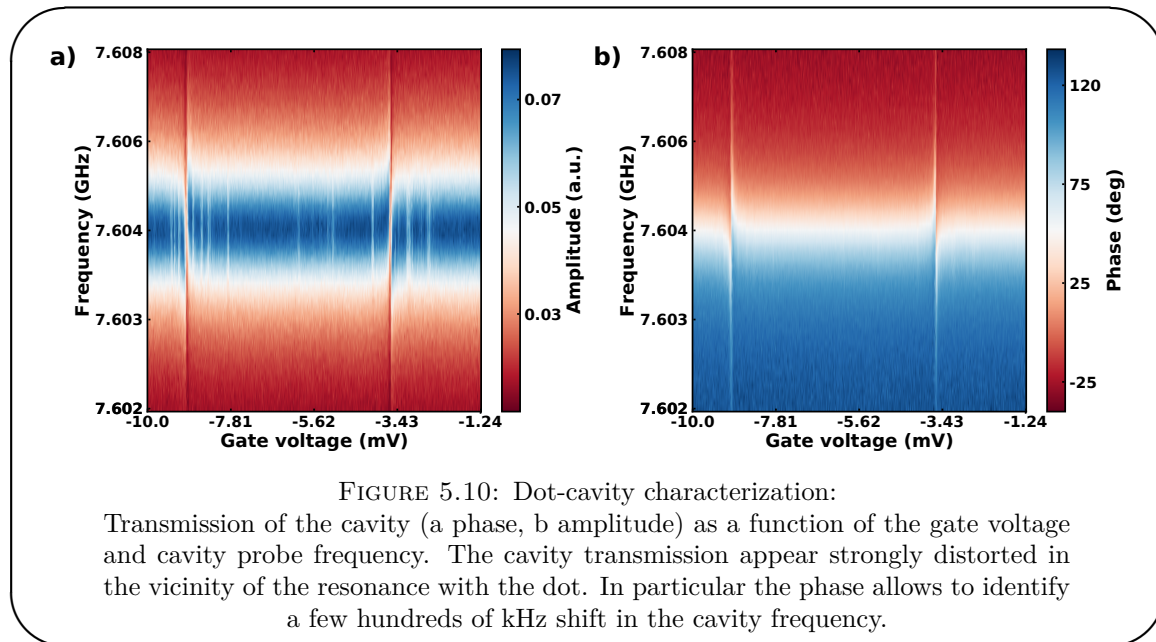 a)
7.608
7.606
7.604
7.603
7.602
Frequency (GHz)
-10.0 -7.81 -5.62 -3.43 -1.24
Gate voltage (mV)
0.07
0.05
0.03
Amplitude (a.u.)
b)
7.608
7.606
7.604
7.603
7.602
Frequency (GHz)
-10.0 -7.81 -5.62 -3.43 -1.24
Gate voltage (mV)
120
75
25
-25
Phase (deg)
FIGURE 5.10: Dot-cavity characterization:
Transmission of the cavity (a phase, b amplitude) as a function of the gate voltage
and cavity probe frequency. The cavity transmission appear strongly distorted in
the vicinity of the resonance with the dot. In particular the phase allows to identify
a few hundreds of kHz shift in the cavity frequency.